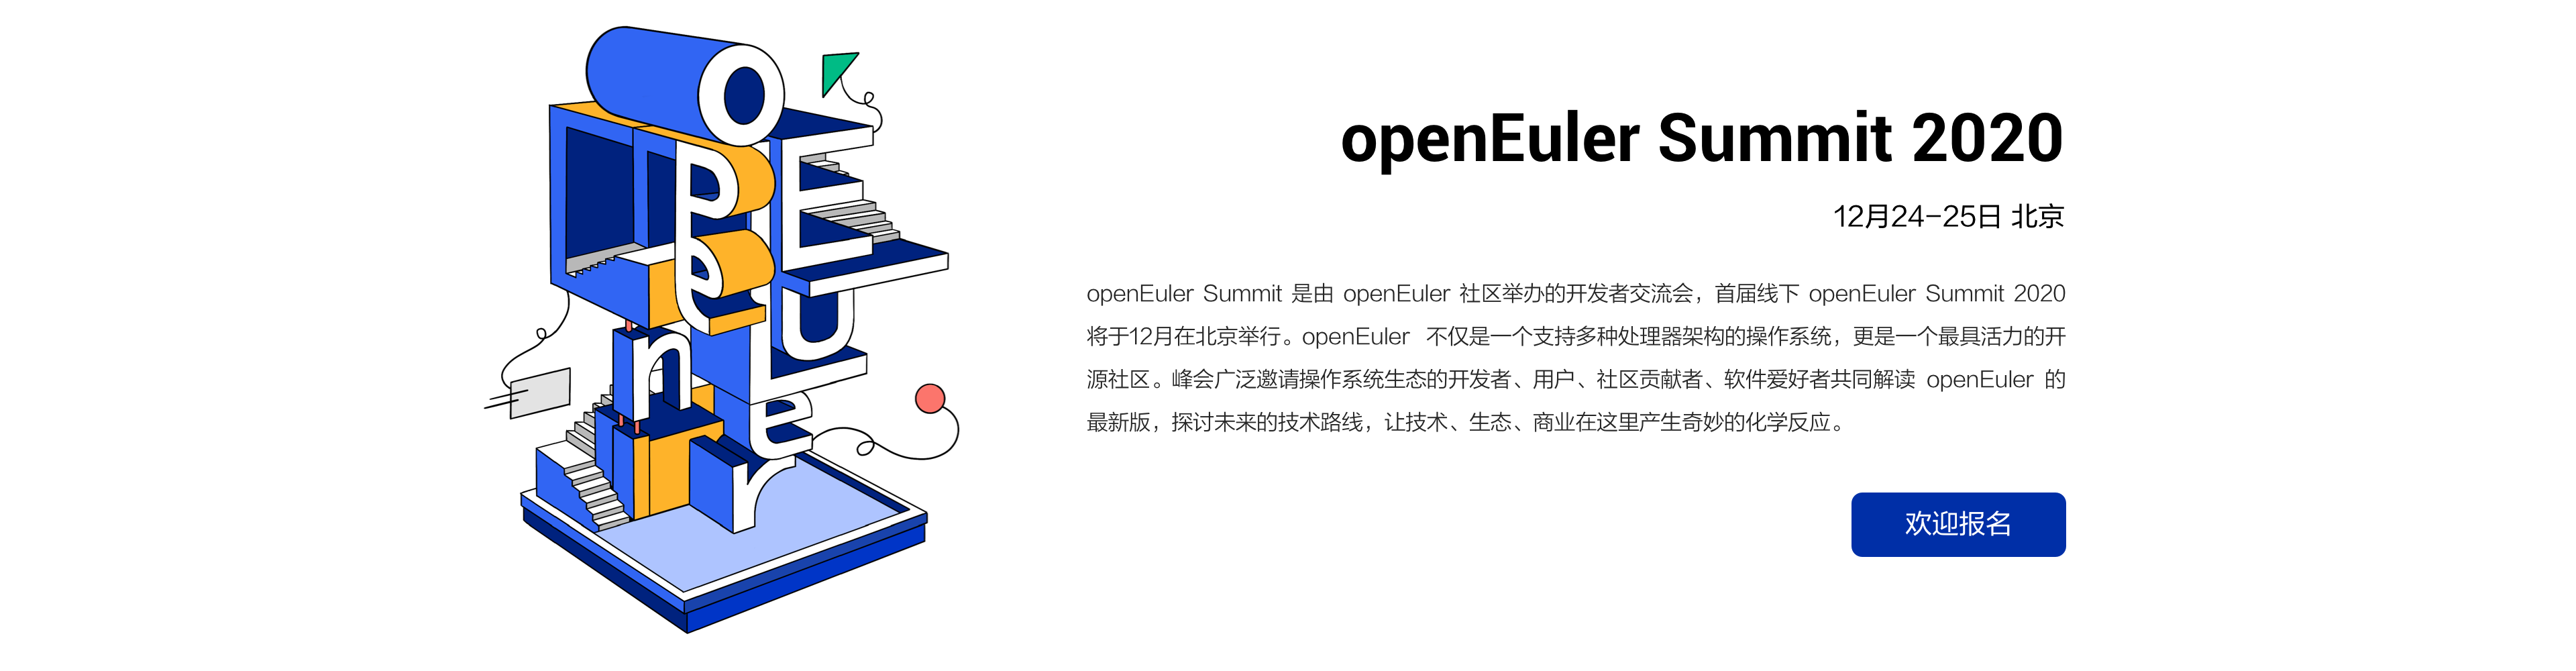 open
Euler
openEuler Summit 2020
12月24-25日 北京
openEuler Summit 是由 openEuler 社区举办的开发者交流会，首届线下 openEuler Summit 2020
将于12月在北京举行。openEuler 不仅是一个支持多种处理器架构的操作系统，更是一个最具活力的开
源社区。峰会广泛邀请操作系统生态的开发者、用户、社区贡献者、软件爱好者共同解读 openEuler 的
最新版，探讨未来的技术路线，让技术、生态、商业在这里产生奇妙的化学反应。
欢迎报名